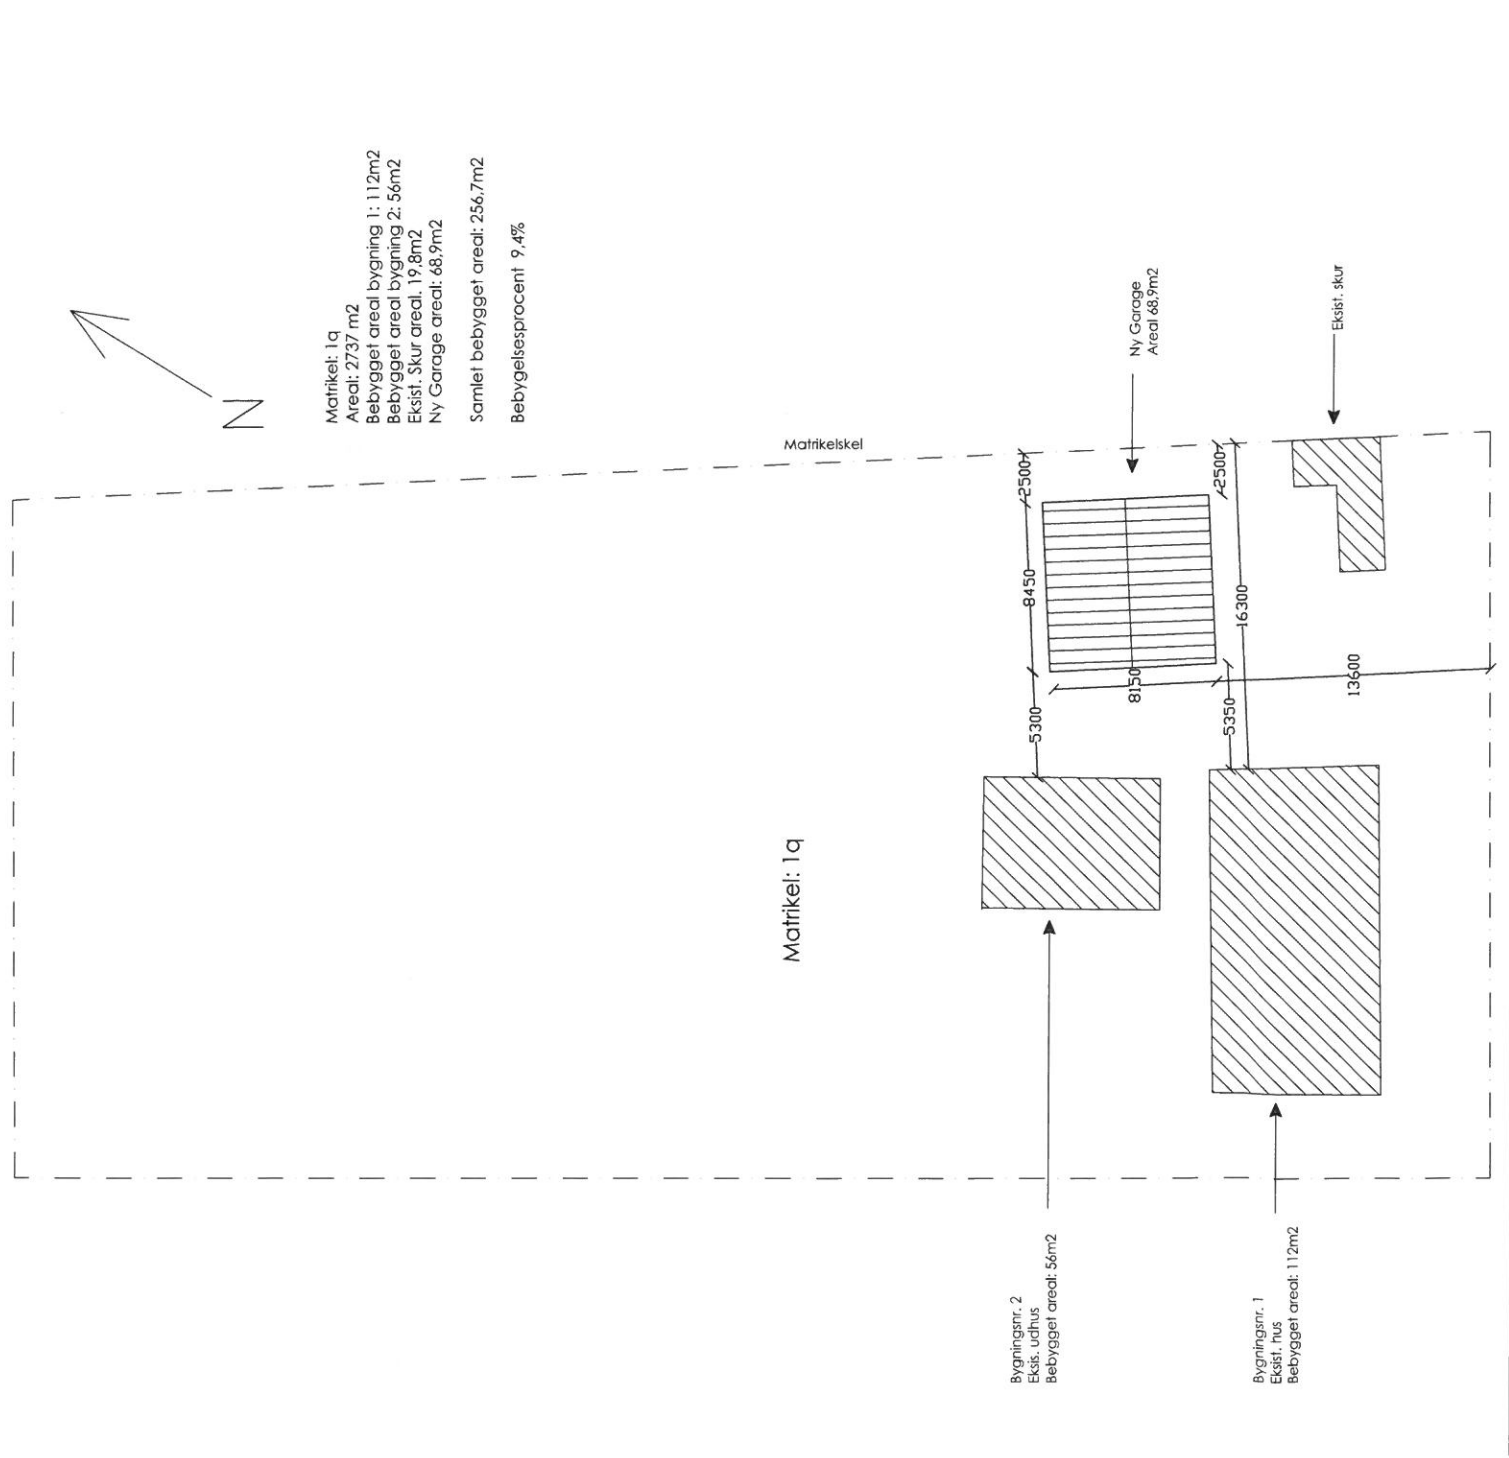 N
Matrikel: 1q
Areal: 2737 m2
Bebygget areal bygning 1: 112m2
Bebygget areal bygning 2: 56m2
Eksist. Skur areal. 19,8m2
Ny Garage areal: 68,9m2
Samlet bebygget areal: 256,7m2
Bebygelsesprocent 9,4%
Matrikelskel
Ny Garage
Areal 68,9m2
Eksist. skur
2500
2500
8450
16300
8150
13600
5300
5350
Matrikel: 1q
Bygningsnr. 2
Eksis. udhus
Bebygget areal: 56m2
Bygningsnr. 1
Eksist. hus
Bebygget areal: 112m2